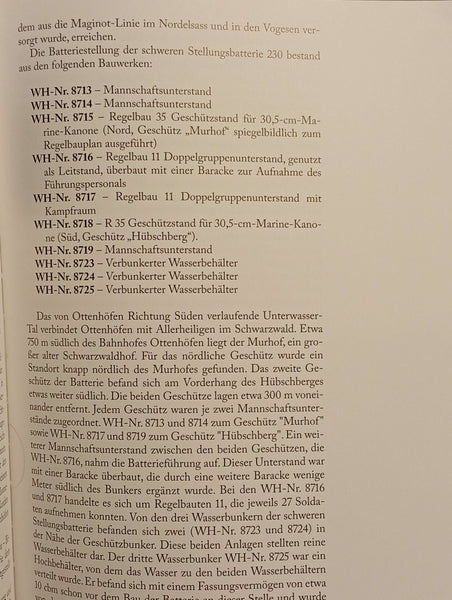 dem aus die Maginot-Linie im Nordelsass und in den Vogesen ver-
sorgt wurde, erreichen.
Die Batteriestellung der schweren Stellungsbatterie 230 bestand
aus den folgenden Bauwerken:
WH-Nr. 8713 – Mannschaftsunterstand
WH-Nr. 8714 – Mannschaftsunterstand
WH-Nr. 8715 – Regelbau 35 Geschützstand für 30,5-cm-Ma-
rine-Kanone (Nord, Geschütz „Murhof" spiegelbildlich zum
Regelbauplan ausgeführt)
WH-Nr. 8716 – Regelbau 11 Doppelgruppenunterstand, genutzt
als Leitstand, überbaut mit einer Baracke zur Aufnahme des
Führungspersonals
WH-Nr. 8717 – Regelbau 11 Doppelgruppenunterstand mit
Kampfraum
WH-Nr. 8718 – R 35 Geschützstand für 30,5-cm-Marine-Kano-
ne (Süd, Geschütz „Hübschberg").
WH-Nr. 8719 – Mannschaftsunterstand
WH-Nr. 8723 – Verbunkerter Wasserbehälter
WH-Nr. 8724 – Verbunkerter Wasserbehälter
WH-Nr. 8725 – Verbunkerter Wasserbehälter
Das von Ottenhöfen Richtung Süden verlaufende Unterwasser-
Tal verbindet Ottenhöfen mit Allerheiligen im Schwarzwald. Etwa
750 m südlich des Bahnhofes Ottenhöfen liegt der Murhof, ein gro-
ßer alter Schwarzwaldhof. Für das nördliche Geschütz wurde ein
Standort knapp nördlich des Murhofes gefunden. Das zweite Ge-
schütz der Batterie befand sich am Vorderhang des Hübschberges
etwas weiter südlich. Die beiden Geschütze lagen etwa 300 m vonei-
nander entfernt. Jedem Geschütz waren je zwei Mannschaftsunter-
stände zugeordnet. WH-Nr. 8713 und 8714 zum Geschütz "Murhof"
sowie WH-Nr. 8717 und 8719 zum Geschütz "Hübschberg". Ein wei-
terer Mannschaftsunterstand zwischen den beiden Geschützen, die
WH-Nr. 8716, nahm die Batterieführung auf. Dieser Unterstand war
mit einer Baracke überbaut, die durch eine weitere Baracke wenige
Meter südlich des Bunkers ergänzt wurde. Bei den WH-Nr. 8716
und 8717 handelte es sich um Regelbauten 11, die jeweils 27 Solda-
ten aufnehmen konnten. Von den drei Wasserbunkern der schweren
Stellungsbatterie befinden sich zwei (WH-Nr. 8723 und 8724) in
der Nähe der Geschützbunker. Diese beiden Anlagen stellten reine
Wasserbehälter dar. Der dritte Wasserbunker WH-Nr. 8725 war ein
Hochbehälter, von dem das Wasser zu den beiden Wasserbehältern
verteilt wurde. Er befand sich mit einem Fassungsvermögen von etwa
10 cbm schon vor dem Bau der Batterie an dieser Stelle und wurde